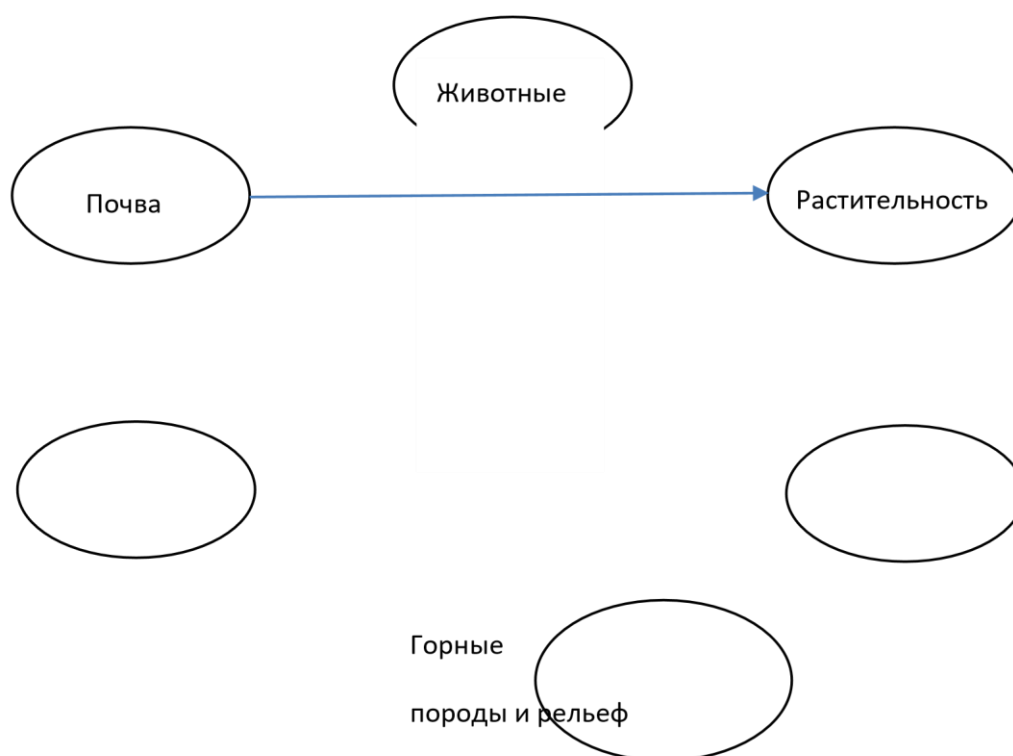 Животные
Почва
Растительность
Горные
породы и рельеф